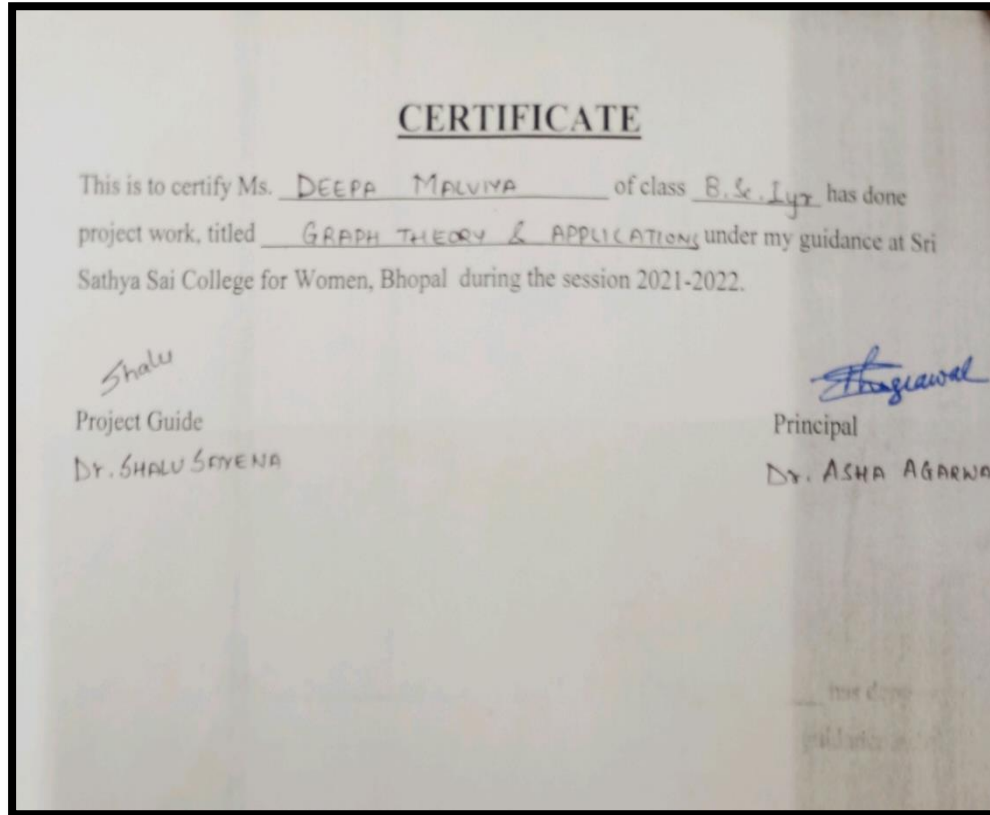 CERTIFICATE
This is to certify Ms. DEEPA MALVIYA of class B.Sc. I yr has done
project work, titled GRAPH THEORY & APPLICATIONS under my guidance at Sri
Sathya Sai College for Women, Bhopal during the session 2021-2022.
Shalu
Project Guide Principal
Dr. SHALU Dr. ASHA AGARWA
has done